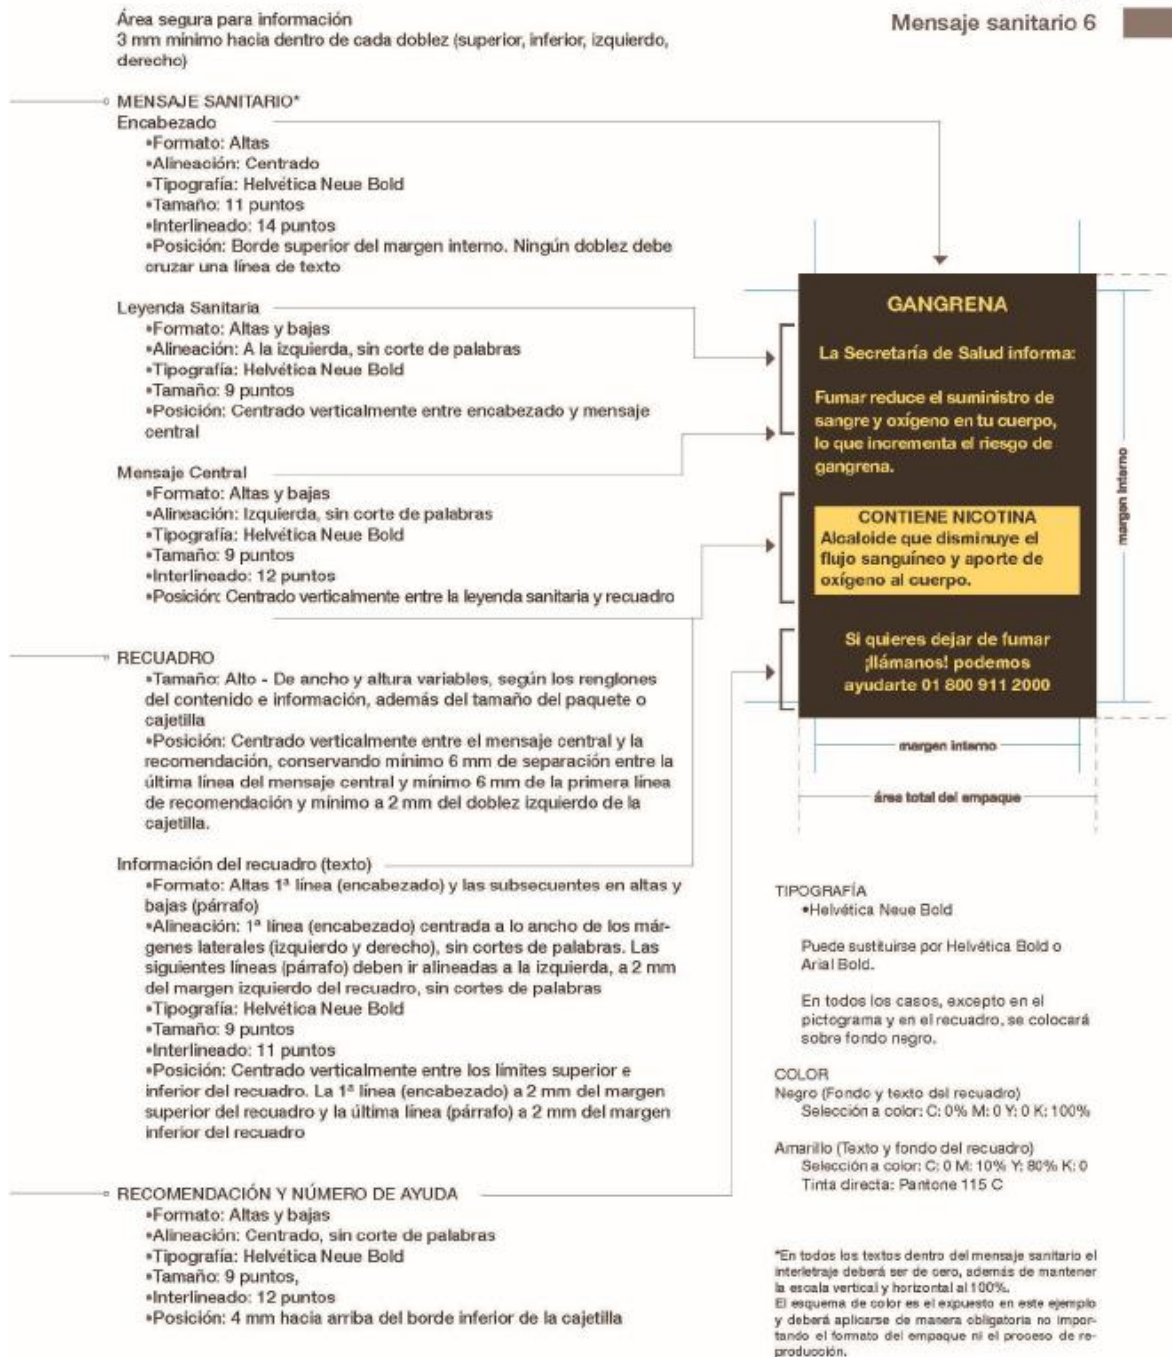 Área segura para información
3 mm mínimo hacia dentro de cada doblez (superior, inferior, izquierdo,
derecho)
Mensaje sanitario 6
MENSAJE SANITARIO*
Encabezado
•Formato: Altas
•Alineación: Centrado
•Tipografía: Helvética Neue Bold
•Tamaño: 11 puntos
•Interlineado: 14 puntos
•Posición: Borde superior del margen interno. Ningún doblez debe
cruzar una línea de texto
Leyenda Sanitaria
•Formato: Altas y bajas
•Alineación: A la izquierda, sin corte de palabras
•Tipografía: Helvética Neue Bold
•Tamaño: 9 puntos
•Posición: Centrado verticalmente entre encabezado y mensaje
central
Mensaje Central
•Formato: Altas y bajas
•Alineación: Izquierda, sin corte de palabras
•Tipografía: Helvética Neue Bold
•Tamaño: 9 puntos
•Interlineado: 12 puntos
•Posición: Centrado verticalmente entre la leyenda sanitaria y recuadro
RECUADRO
•Tamaño: Alto - De ancho y altura variables, según los renglones
del contenido e información, además del tamaño del paquete o
cajetilla
•Posición: Centrado verticalmente entre el mensaje central y la
recomendación, conservando mínimo 6 mm de separación entre la
última línea del mensaje central y mínimo 6 mm de la primera línea
de recomendación y mínimo a 2 mm del doblez izquierdo de la
cajetilla.
Información del recuadro (texto)
•Formato: Altas 1ª línea (encabezado) y las subsecuentes en altas y
bajas (párrafo)
•Alineación: 1ª línea (encabezado) centrada a lo ancho de los már-
genes laterales (izquierdo y derecho), sin cortes de palabras. Las
siguientes líneas (párrafo) deben ir alineadas a la izquierda, a 2 mm
del margen izquierdo del recuadro, sin cortes de palabras
•Tipografía: Helvética Neue Bold
•Tamaño: 9 puntos
•Interlineado: 11 puntos
•Posición: Centrado verticalmente entre los límites superior e
inferior del recuadro. La 1ª línea (encabezado) a 2 mm del margen
superior del recuadro y la última línea (párrafo) a 2 mm del margen
inferior del recuadro
RECOMENDACIÓN Y NÚMERO DE AYUDA
•Formato: Altas y bajas
•Alineación: Centrado, sin corte de palabras
•Tipografía: Helvética Neue Bold
•Tamaño: 9 puntos,
•Interlineado: 12 puntos
•Posición: 4 mm hacia arriba del borde inferior de la cajetilla
GANGRENA
La Secretaría de Salud informa:
Fumar reduce el suministro de
sangre y oxígeno en tu cuerpo,
lo que incrementa el riesgo de
gangrena.
CONTIENE NICOTINA
Alcaloide que disminuye el
flujo sanguíneo y aporte de
oxígeno al cuerpo.
Si quieres dejar de fumar
¡llámanos! podemos
ayudarte 01 800 911 2000
margen interno
margen interno
área total del empaque
TIPOGRAFÍA
•Helvética Neue Bold
Puede sustituirse por Helvética Bold o
Arial Bold.
En todos los casos, excepto en el
pictograma y en el recuadro, se colocará
sobre fondo negro.
COLOR
Negro (Fondo y texto del recuadro)
Selección a color: C: 0% M: 0 Y: 0 K: 100%
Amarillo (Texto y fondo del recuadro)
Selección a color: C: 0 M: 10% Y: 80% K: 0
Tinta directa: Pantone 115 C
*En todos los textos dentro del mensaje sanitario el
interletraje deberá ser de cero, además de mantener
la escala vertical y horizontal al 100%.
El esquema de color es el expuesto en este ejemplo
y deberá aplicarse de manera obligatoria no impor-
tando el formato del empaque ni el proceso de re-
producción.